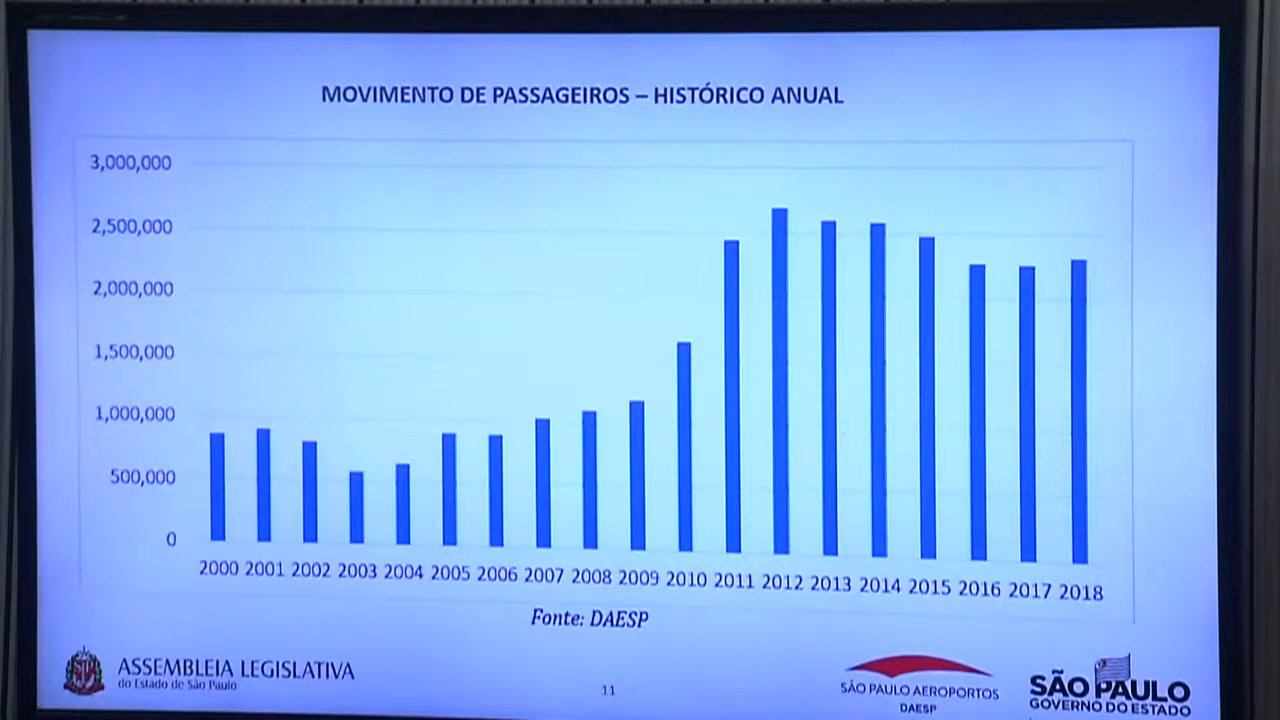 MOVIMENTO DE PASSAGEIROS – HISTÓRICO ANUAL
3,000,000
2,500,000
2,000,000
1,500,000
1,000,000
500,000
0
2000 2001 2002 2003 2004 2005 2006 2007 2008 2009 2010 2011 2012 2013 2014 2015 2016 2017 2018
Fonte: DAESP
ASSEMBLEIA LEGISLATIVA
do Estado de São Paulo
11
SÃO PAULO AEROPORTOS
DAESP
SÃO PAULO
GOVERNO DO ESTADO